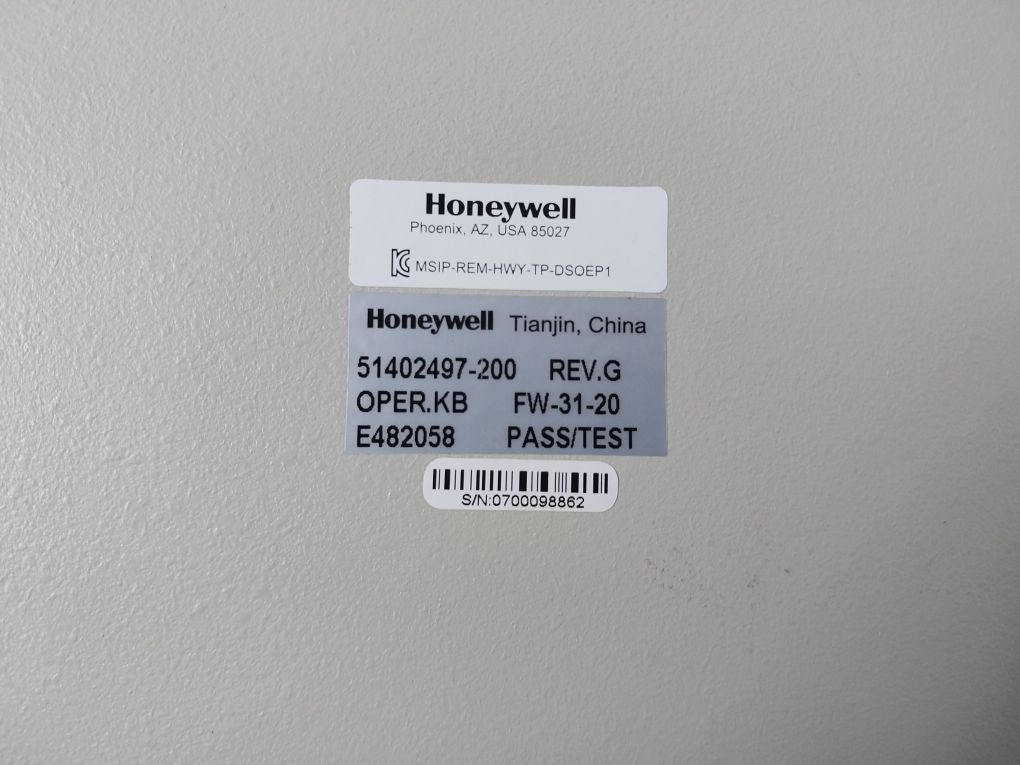 Honeywell
Phoenix, AZ, USA 85027
MSIP-REM-HWY-TP-DSOEP1
Honeywell Tianjin, China
51402497-200 REV.G
OPER.KB FW-31-20
E482058 PASS/TEST
S/N:0700098862